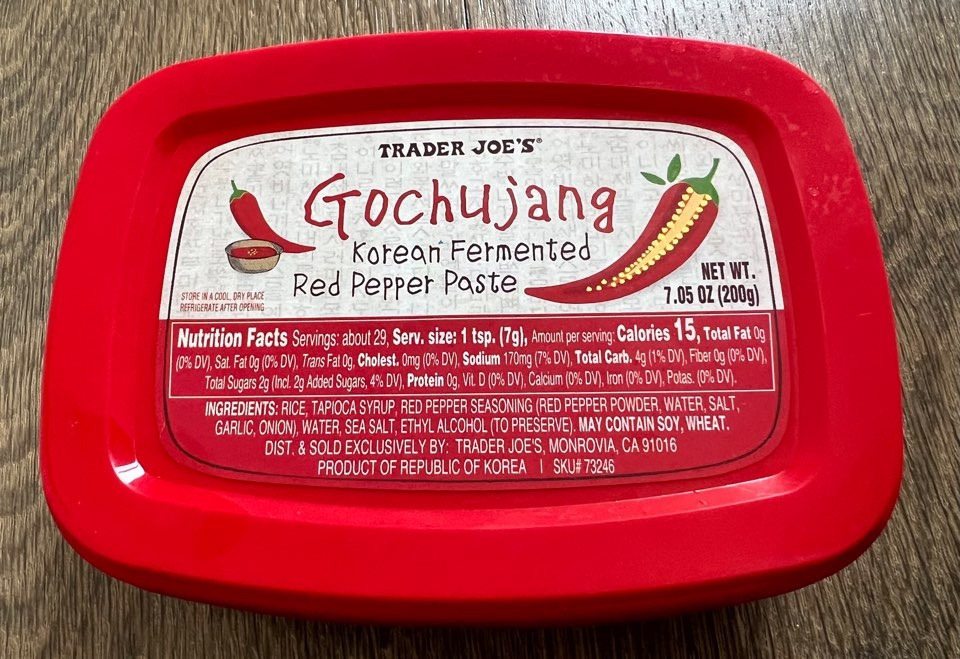 TRADER JOE'S®
Gochujang
Korean Fermented
Red Pepper Paste
NET WT.
7.05 OZ (200g)
STORE IN A COOL, DRY PLACE
REFRIGERATE AFTER OPENING
Nutrition Facts Servings: about 29, Serv. size: 1 tsp. (7g), Amount per serving: Calories 15, Total Fat 0g
(0% DV), Sat. Fat 0g (0% DV), Trans Fat 0g, Cholest. 0mg (0% DV), Sodium 170mg (7% DV), Total Carb. 4g (1% DV), Fiber 0g (0% DV),
Total Sugars 2g (Incl. 2g Added Sugars, 4% DV), Protein 0g, Vit. D (0% DV), Calcium (0% DV), Iron (0% DV), Potas. (0% DV).
INGREDIENTS: RICE, TAPIOCA SYRUP, RED PEPPER SEASONING (RED PEPPER POWDER, WATER, SALT,
GARLIC, ONION), WATER, SEA SALT, ETHYL ALCOHOL (TO PRESERVE). MAY CONTAIN SOY, WHEAT.
DIST. & SOLD EXCLUSIVELY BY: TRADER JOE'S, MONROVIA, CA 91016
PRODUCT OF REPUBLIC OF KOREA | SKU# 73246